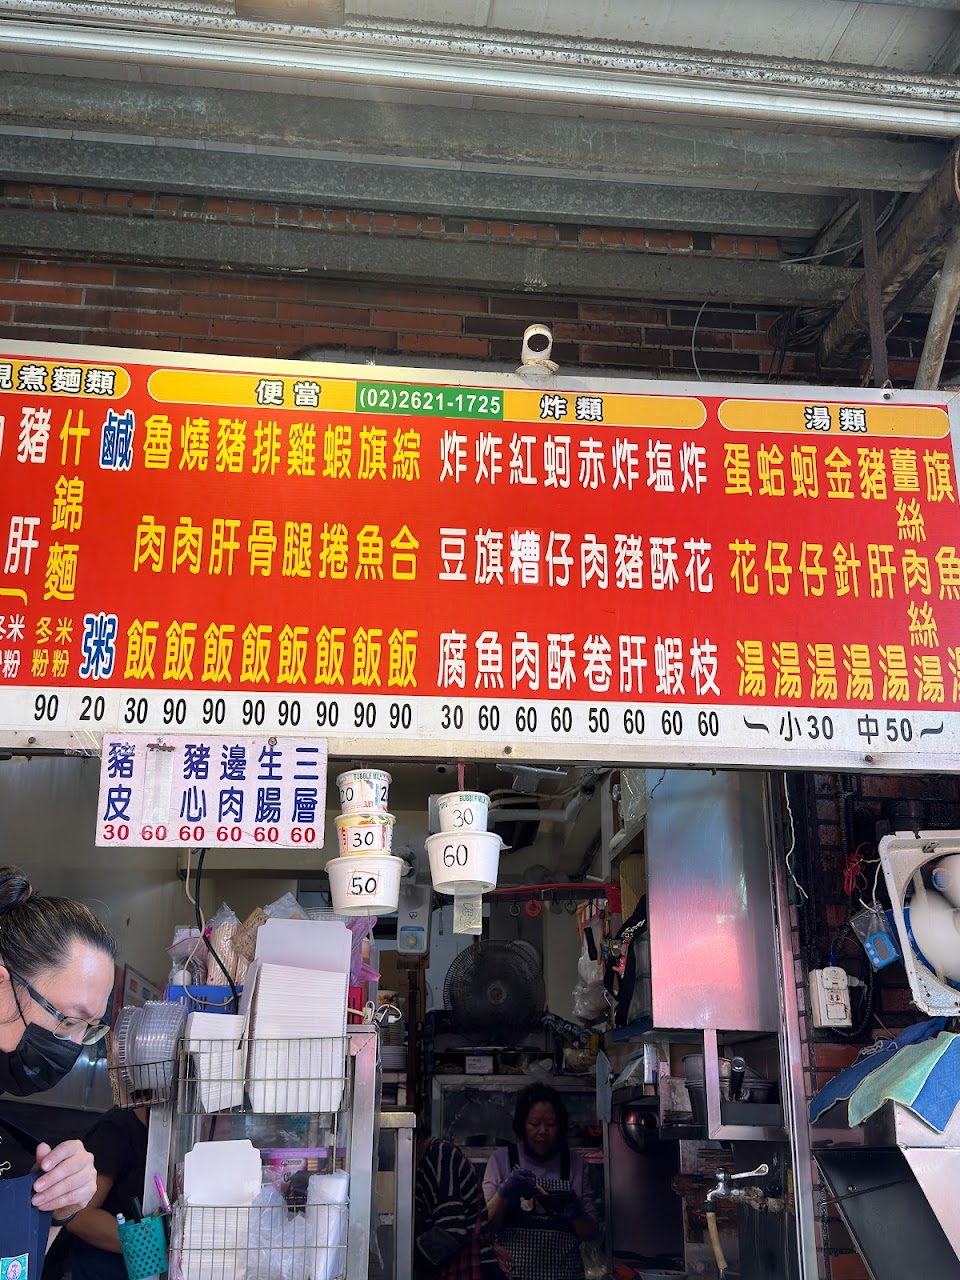 現煮麵類
豬肝
冬粉
米粉
什錦麵
冬粉
米粉
90
鹹粥
20
便當
(02)2621-1725
魯肉飯
30
燒肉飯
90
豬肝飯
90
排骨飯
90
雞腿飯
90
蝦捲飯
90
旗魚飯
90
綜合飯
90
炸類
炸豆腐
30
炸旗魚
60
紅糟肉
60
蚵仔酥
60
赤肉卷
50
炸豬肝
60
塩酥蝦
60
炸花枝
60
湯類
蛋花湯
蛤仔湯
蚵仔湯
金針湯
豬肝湯
薑絲肉絲湯
旗魚
小30 中50
豬皮
30
60
豬心
60
邊肉
60
生腸
60
三層
60
20
30
50
30
60